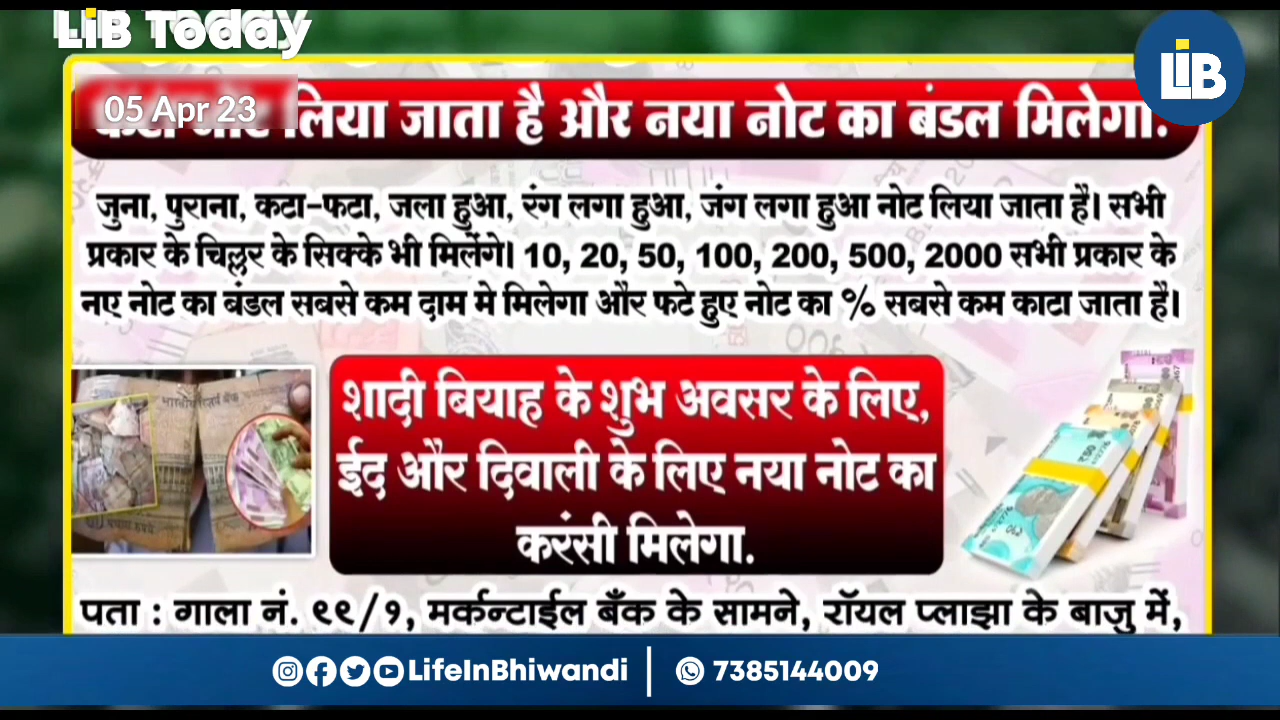 LiB Today
05 Apr 23
LiB
लिया जाता है और नया नोट का बंडल मिलेगा.
जुना, पुराना, कटा-फटा, जला हुआ, रंग लगा हुआ, जंग लगा हुआ नोट लिया जाता है। सभी
प्रकार के चिल्लर के सिक्के भी मिलेंगे। 10, 20, 50, 100, 200, 500, 2000 सभी प्रकार के
नए नोट का बंडल सबसे कम दाम मे मिलेगा और फटे हुए नोट का % सबसे कम काटा जाता है।
भारतीय रिज़र्व बैंक
शादी बियाह के शुभ अवसर के लिए,
ईद और दिवाली के लिए नया नोट का
करंसी मिलेगा.
₹50
पता : गाला नं. ९९/१, मर्कन्टाईल बँक के सामने, रॉयल प्लाझा के बाजु में,
LifeInBhiwandi
7385144009